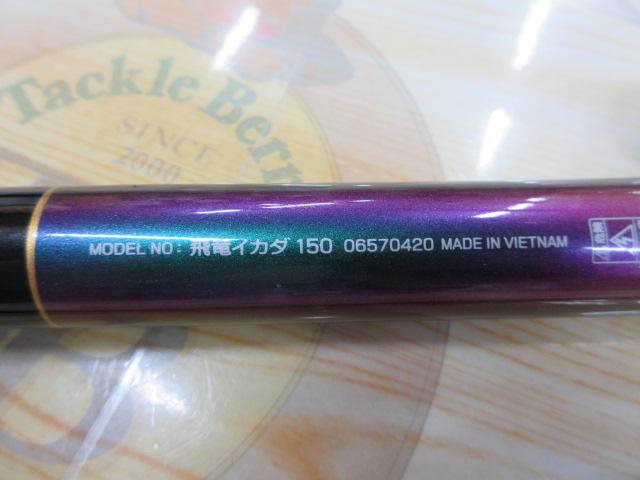 Tackle Berr
SINCE
2000
MODEL NO: 飛竜イカダ 150 06570420 MADE IN VIETNAM